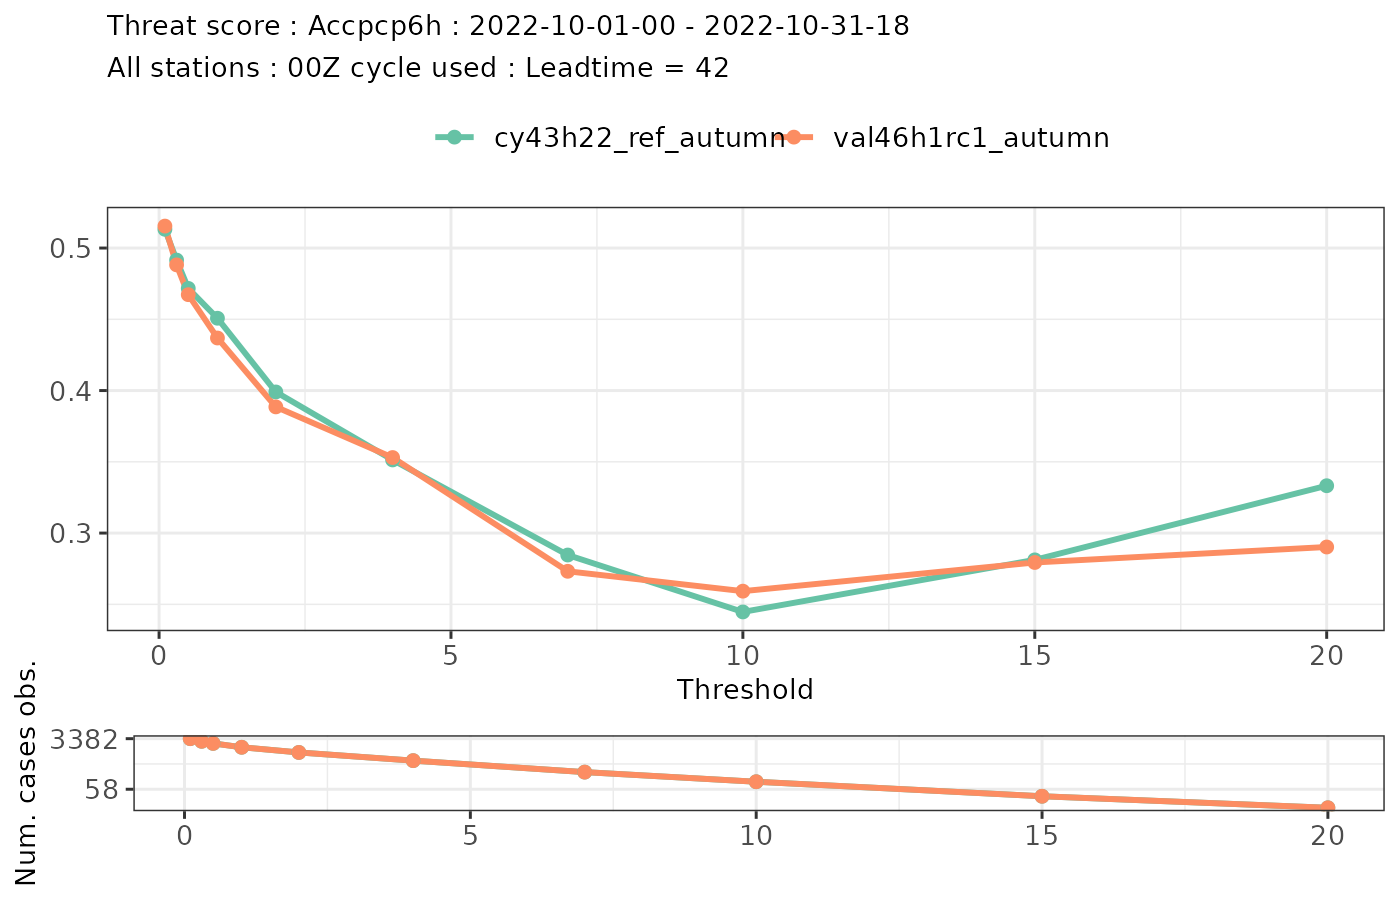 Threat score : Accpcp6h : 2022-10-01-00 - 2022-10-31-18
All stations : 00Z cycle used : Leadtime = 42
cy43h22_ref_autumn val46h1rc1_autumn
0.5
0.4
0.3
0 5 10 15 20
Threshold
Num. cases obs.
3382
58
0 5 10 15 20